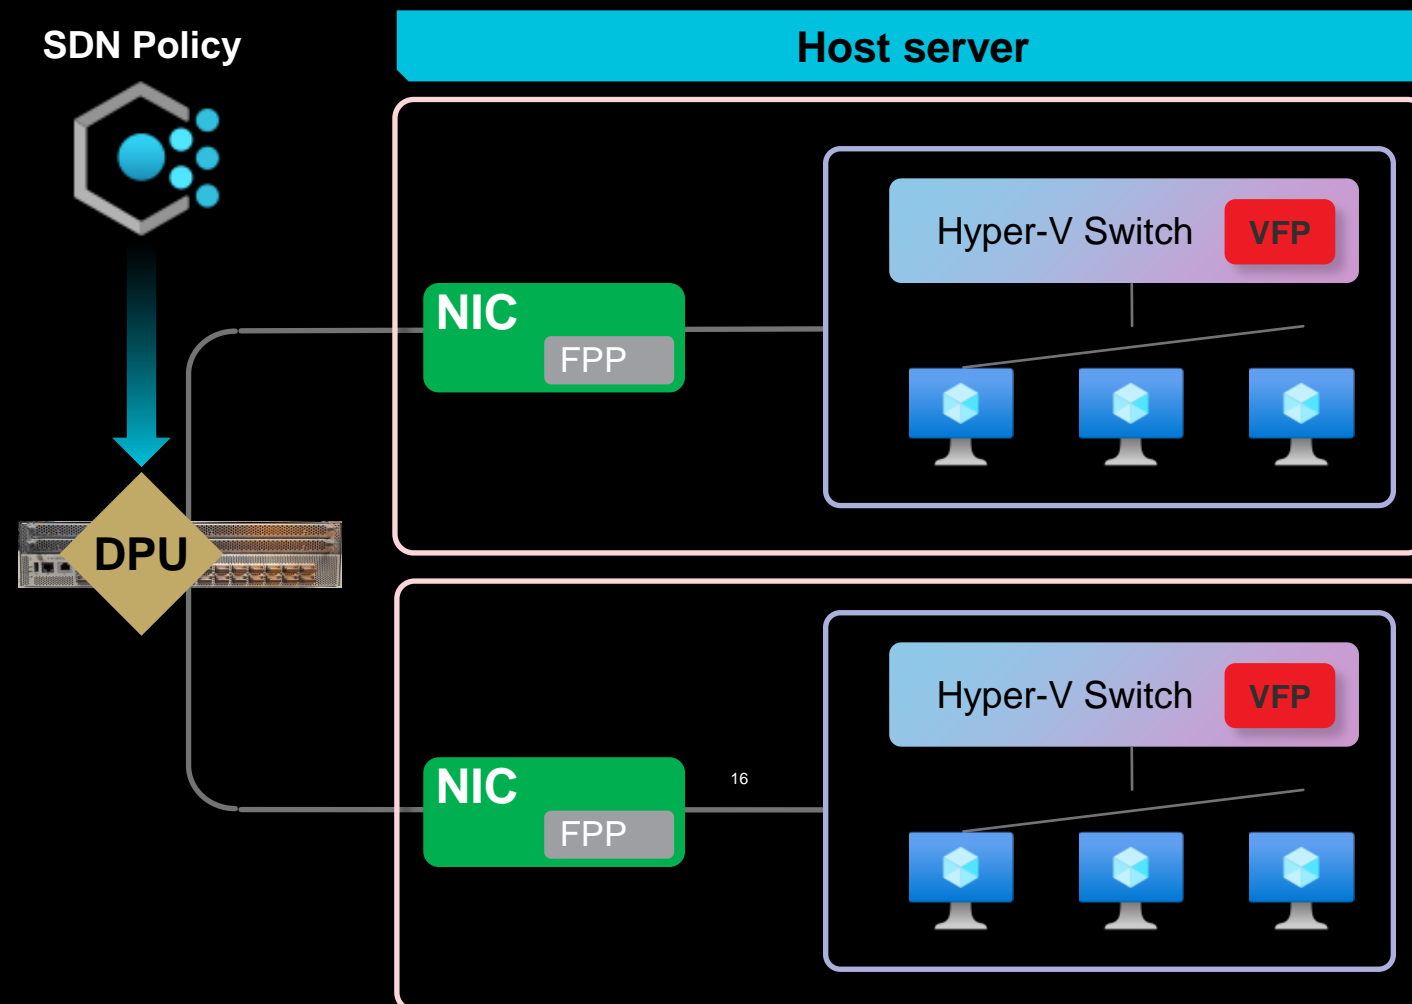 SDN Policy
Host server
Hyper-V Switch
VFP
NIC
FPP
DPU
Hyper-V Switch
VFP
NIC
FPP
16